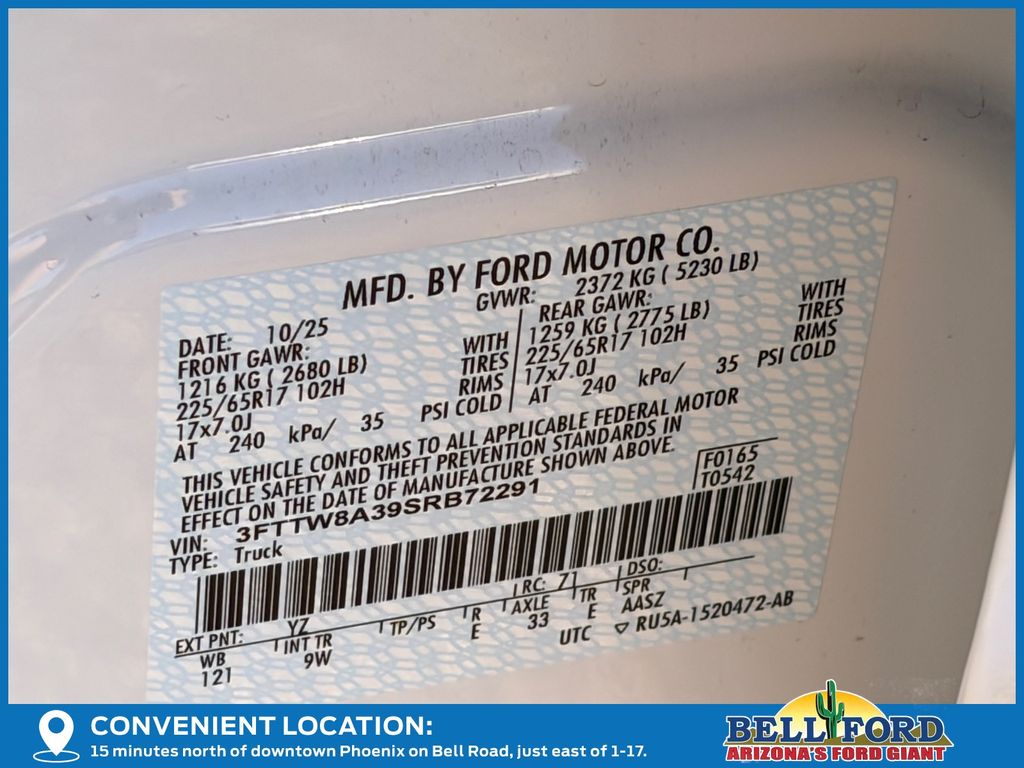 MFD. BY FORD MOTOR CO.
DATE: 10/25 GVWR: 2372 KG ( 5230 LB)
FRONT GAWR: WITH REAR GAWR: WITH
1216 KG ( 2680 LB) TIRES 1259 KG ( 2775 LB) TIRES
225/65R17 102H RIMS 225/65R17 102H RIMS
17x7.0J PSI COLD 17x7.0J PSI COLD
AT 240 kPa/ 35 AT 240 kPa/ 35
THIS VEHICLE CONFORMS TO ALL APPLICABLE FEDERAL MOTOR
VEHICLE SAFETY AND THEFT PREVENTION STANDARDS IN
EFFECT ON THE DATE OF MANUFACTURE SHOWN ABOVE.
VIN: 3FTTW8A39SRB72291 F0165
TYPE: Truck T0542
EXT PNT: YZ RC: 71 DSO:
WB INT TR TP/PS R AXLE TR SPR
121 9W E 33 E AASZ
UTC ▽ RU5A-1520472-AB
CONVENIENT LOCATION:
15 minutes north of downtown Phoenix on Bell Road, just east of 1-17.
BELL FORD
ARIZONA'S FORD GIANT